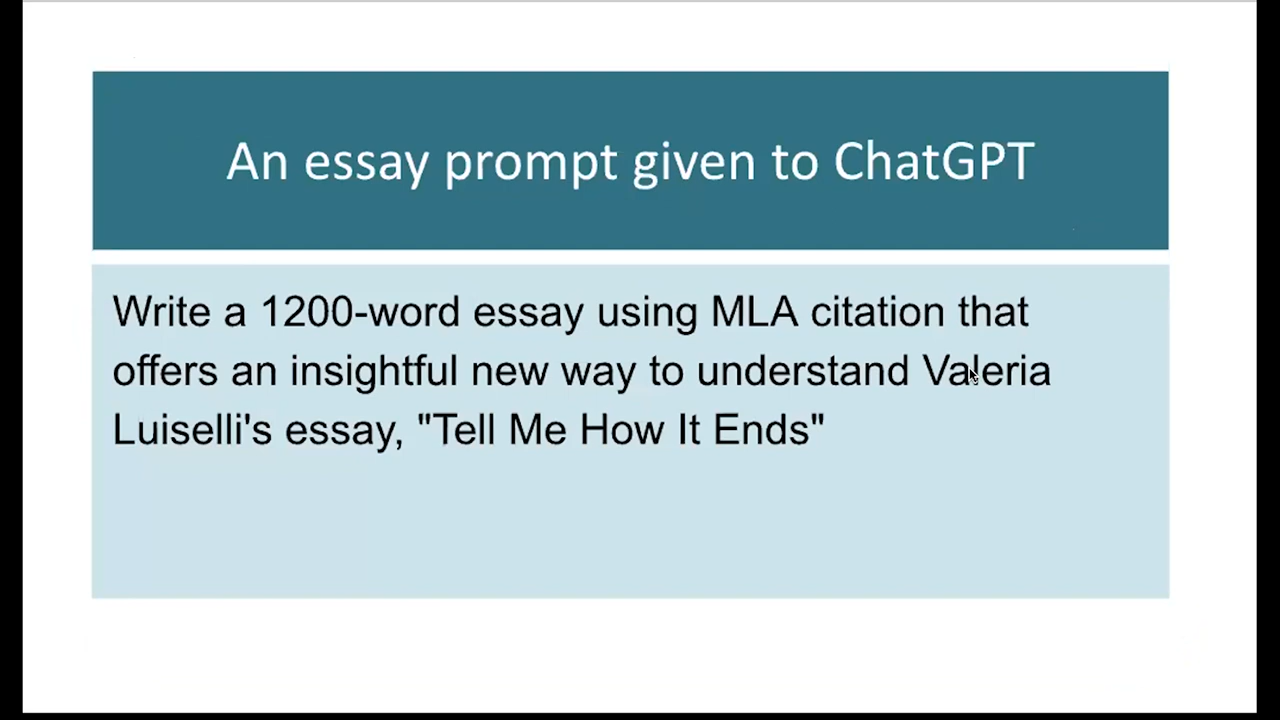 An essay prompt given to ChatGPT
Write a 1200-word essay using MLA citation that
offers an insightful new way to understand Valeria
Luiselli's essay, "Tell Me How It Ends"